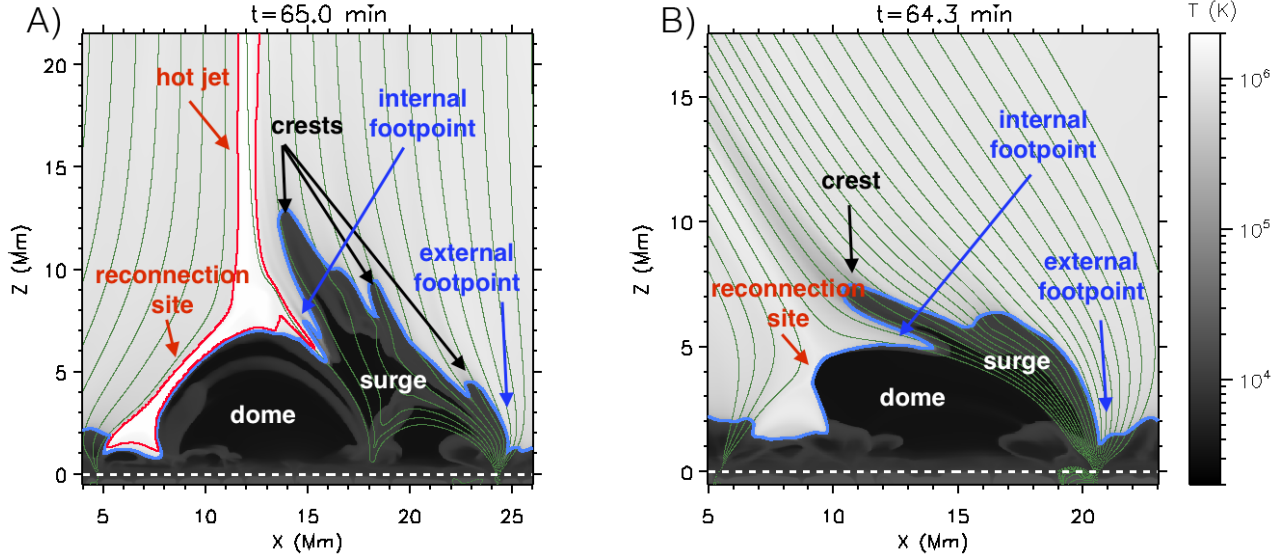 A)
t=65.0 min
hot jet
internal
footpoint
crests
external
footpoint
reconnection
site
surge
dome
Z (Mm)
20
15
10
5
0
5
10
15
20
25
X (Mm)
B)
t=64.3 min
internal
footpoint
crest
external
footpoint
reconnection
site
surge
dome
Z (Mm)
15
10
5
0
5
10
15
20
X (Mm)
T (K)
10⁶
10⁵
10⁴